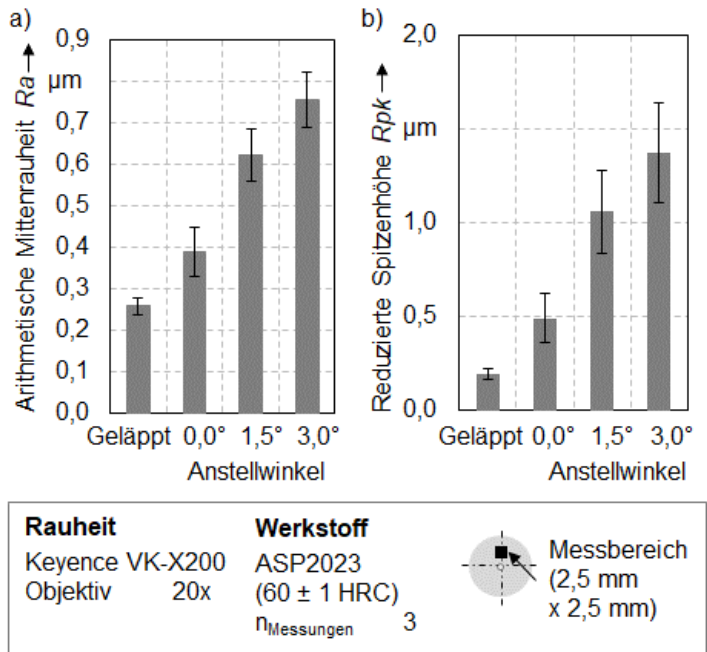 a)
Arithmetische Mittenrauheit Ra
0,9
µm
0,7
0,6
0,5
0,4
0,3
0,2
0,1
0,0
Geläppt 0,0° 1,5° 3,0°
Anstellwinkel
b)
Reduzierte Spitzenhöhe Rpk
2,0
µm
1,0
0,5
0,0
Geläppt 0,0° 1,5° 3,0°
Anstellwinkel
Rauheit
Keyence VK-X200
Objektiv 20x
Werkstoff
ASP2023
(60 ± 1 HRC)
nMessungen 3
Messbereich
(2,5 mm
x 2,5 mm)